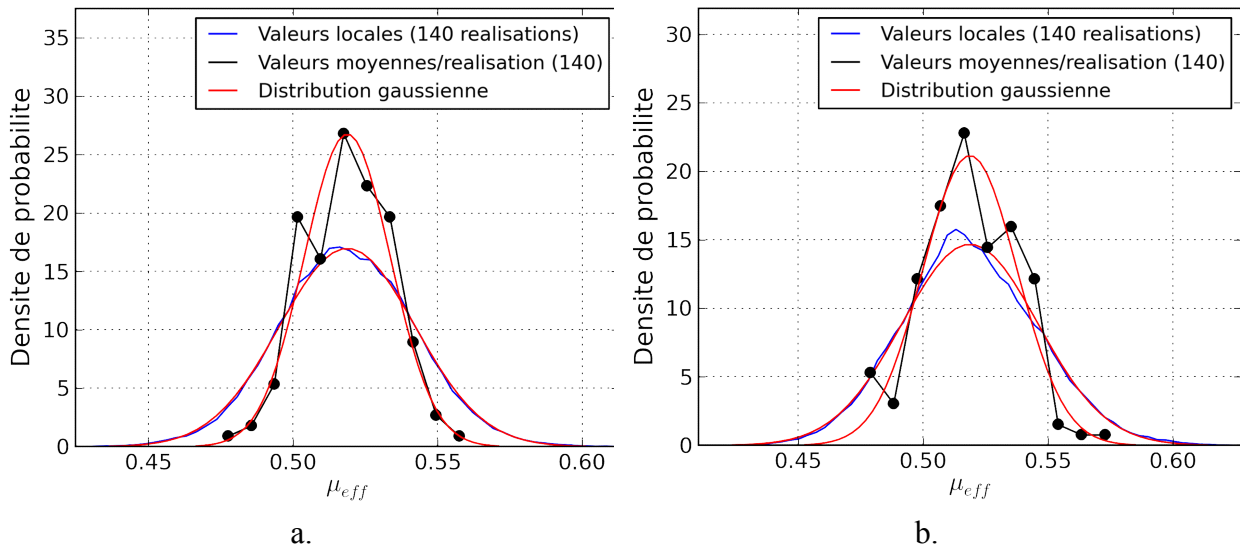 35
30
25
20
15
10
5
0
Densite de probabilite
Valeurs locales (140 realisations)
Valeurs moyennes/realisation (140)
Distribution gaussienne
0.45
0.50
0.55
0.60
μ_eff
a.
30
25
20
15
10
5
0
Densite de probabilite
Valeurs locales (140 realisations)
Valeurs moyennes/realisation (140)
Distribution gaussienne
0.45
0.50
0.55
0.60
μ_eff
b.